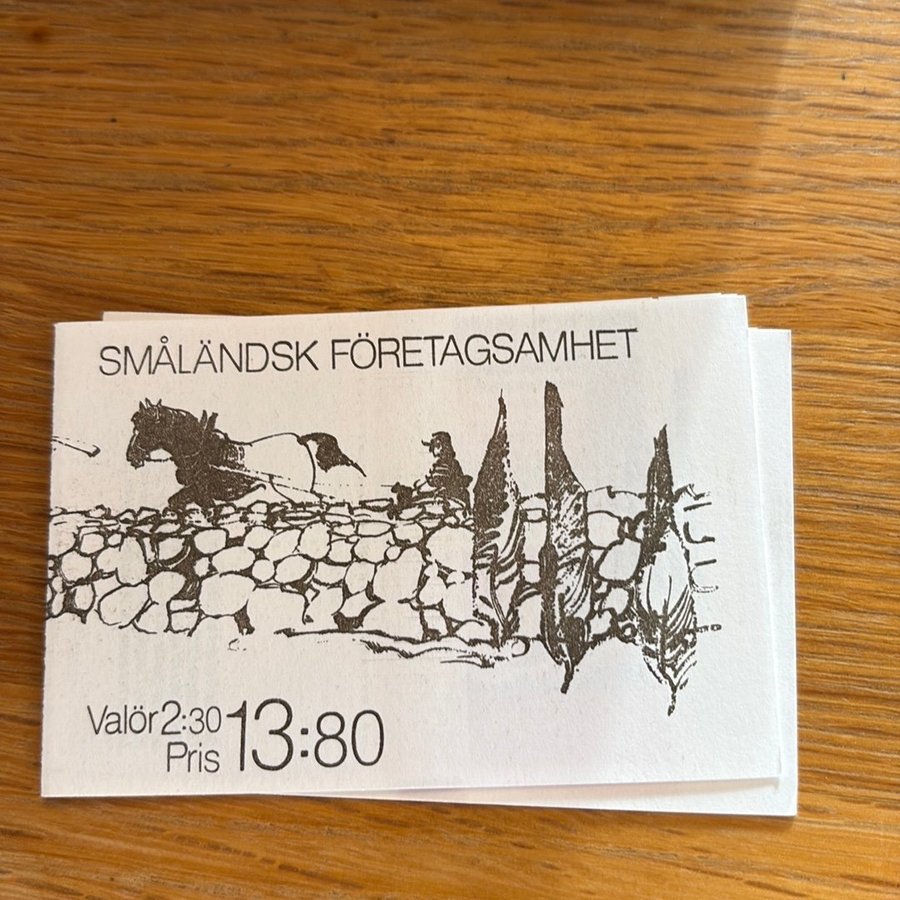 SMÅLÄNDSK FÖRETAGSAMHET
Valör 2:30
Pris 13:80